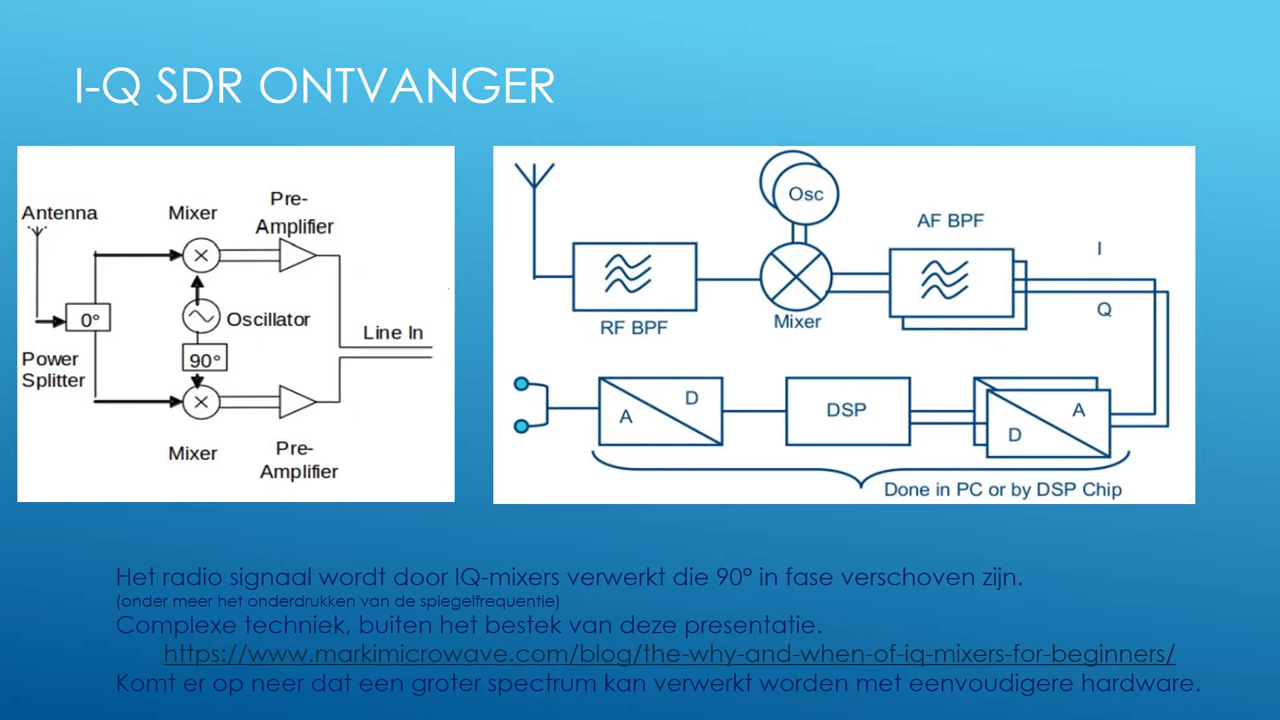 I-Q SDR ONTVANGER
Antenna
Mixer
Pre-
Amplifier
0°
Oscillator
90°
Line In
Power
Splitter
Mixer
Pre-
Amplifier
Osc
AF BPF
I
Q
RF BPF
Mixer
A
D
DSP
D
A
Done in PC or by DSP Chip
Het radio signaal wordt door IQ-mixers verwerkt die 90° in fase verschoven zijn.
(onder meer het onderdrukken van de spiegelfrequentie)
Complexe techniek, buiten het bestek van deze presentatie.
https://www.markimicrowave.com/blog/the-why-and-when-of-iq-mixers-for-beginners/
Komt er op neer dat een groter spectrum kan verwerkt worden met eenvoudigere hardware.